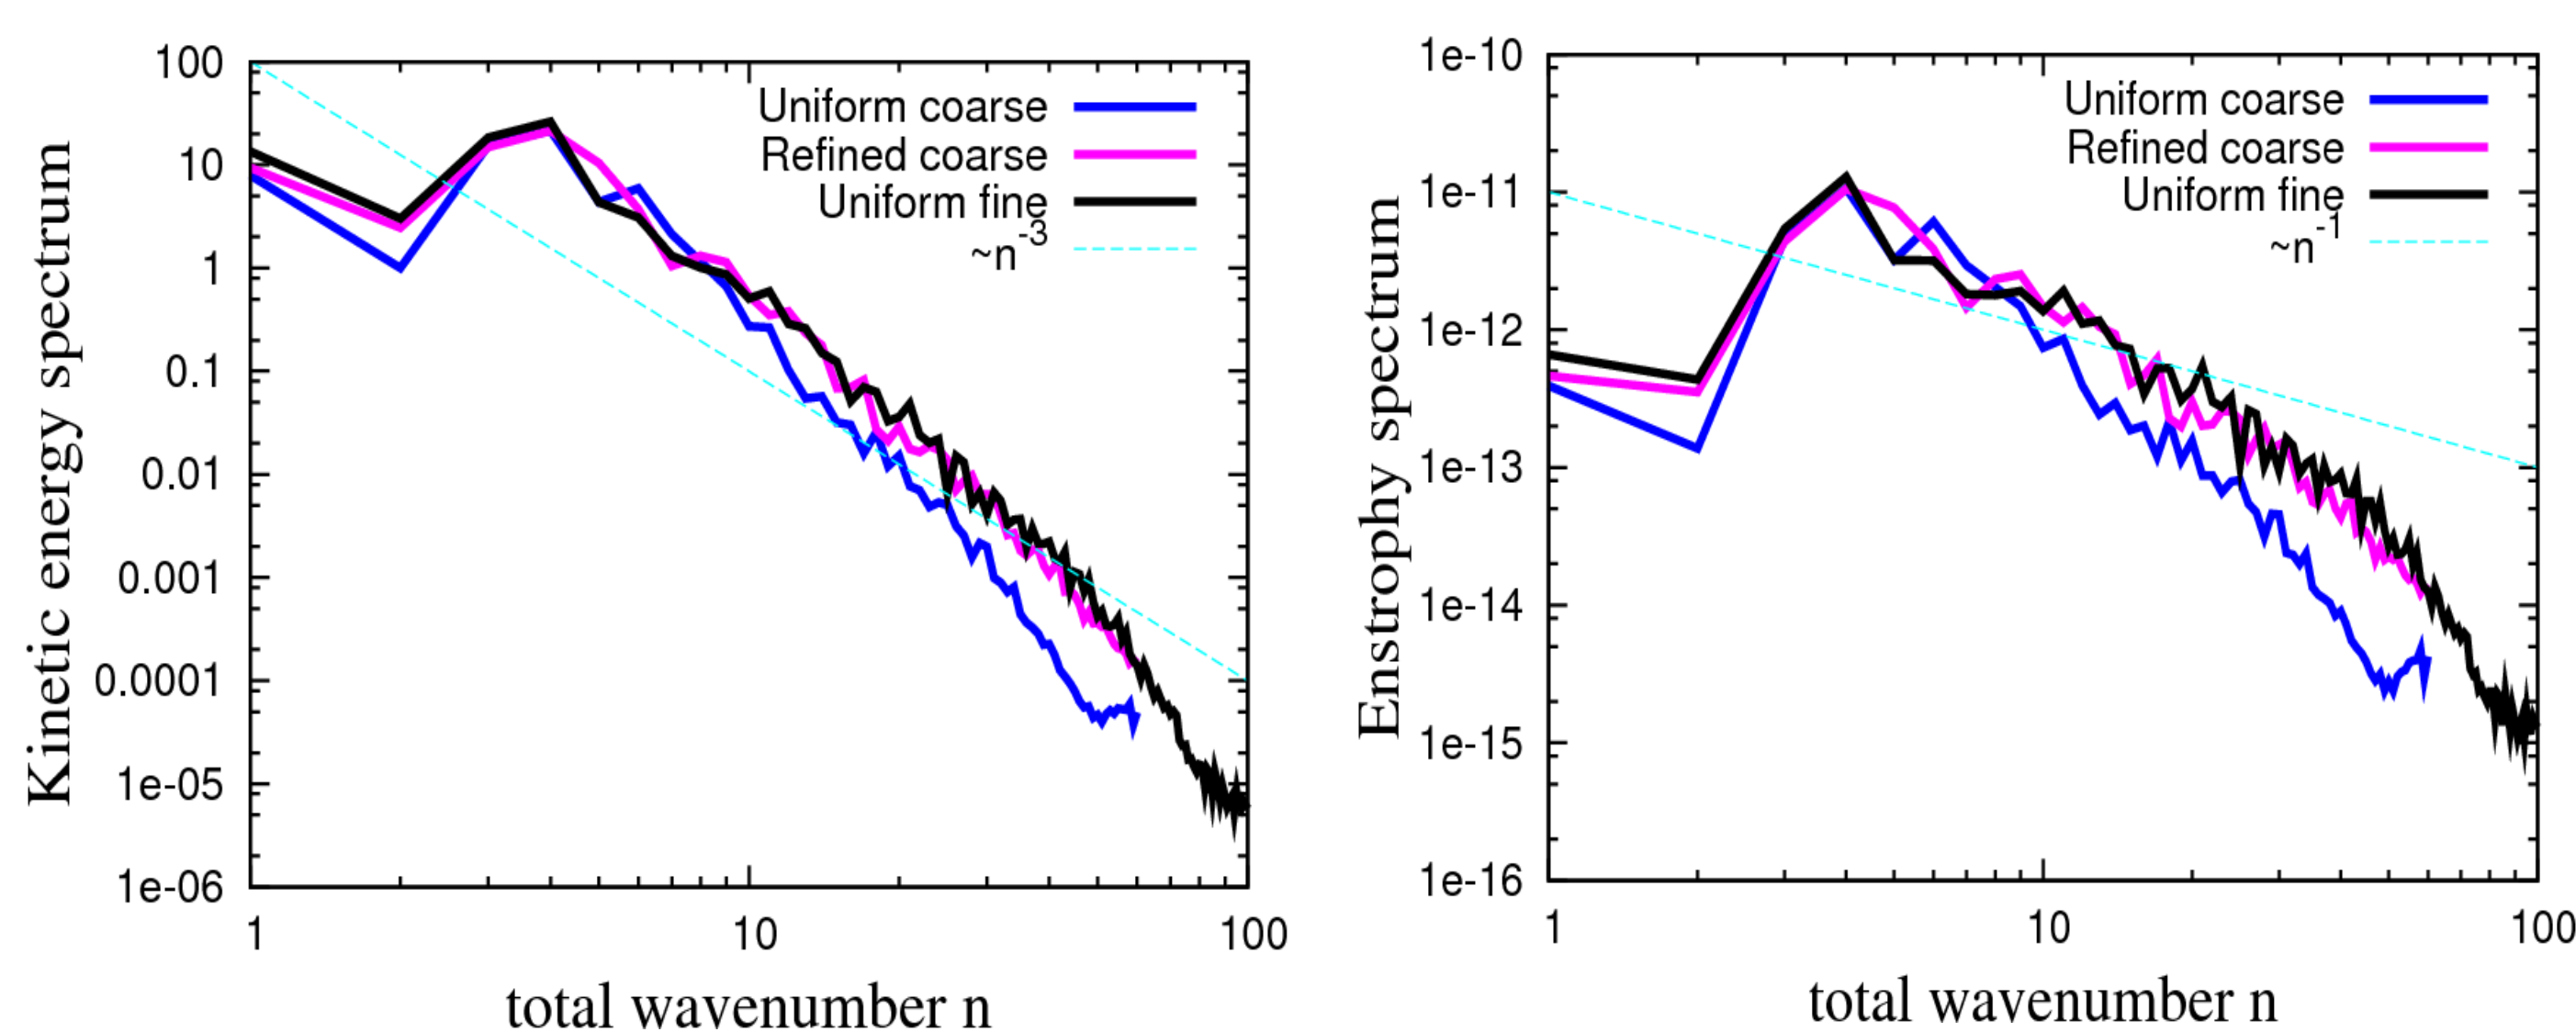 Kinetic energy spectrum
100
10
1
0.1
0.01
0.001
0.0001
1e-05
1e-06
Uniform coarse
Refined coarse
Uniform fine
~n-3
1
10
100
total wavenumber n
Enstrophy spectrum
1e-10
1e-11
1e-12
1e-13
1e-14
1e-15
1e-16
Uniform coarse
Refined coarse
Uniform fine
~n-1
1
10
100
total wavenumber n